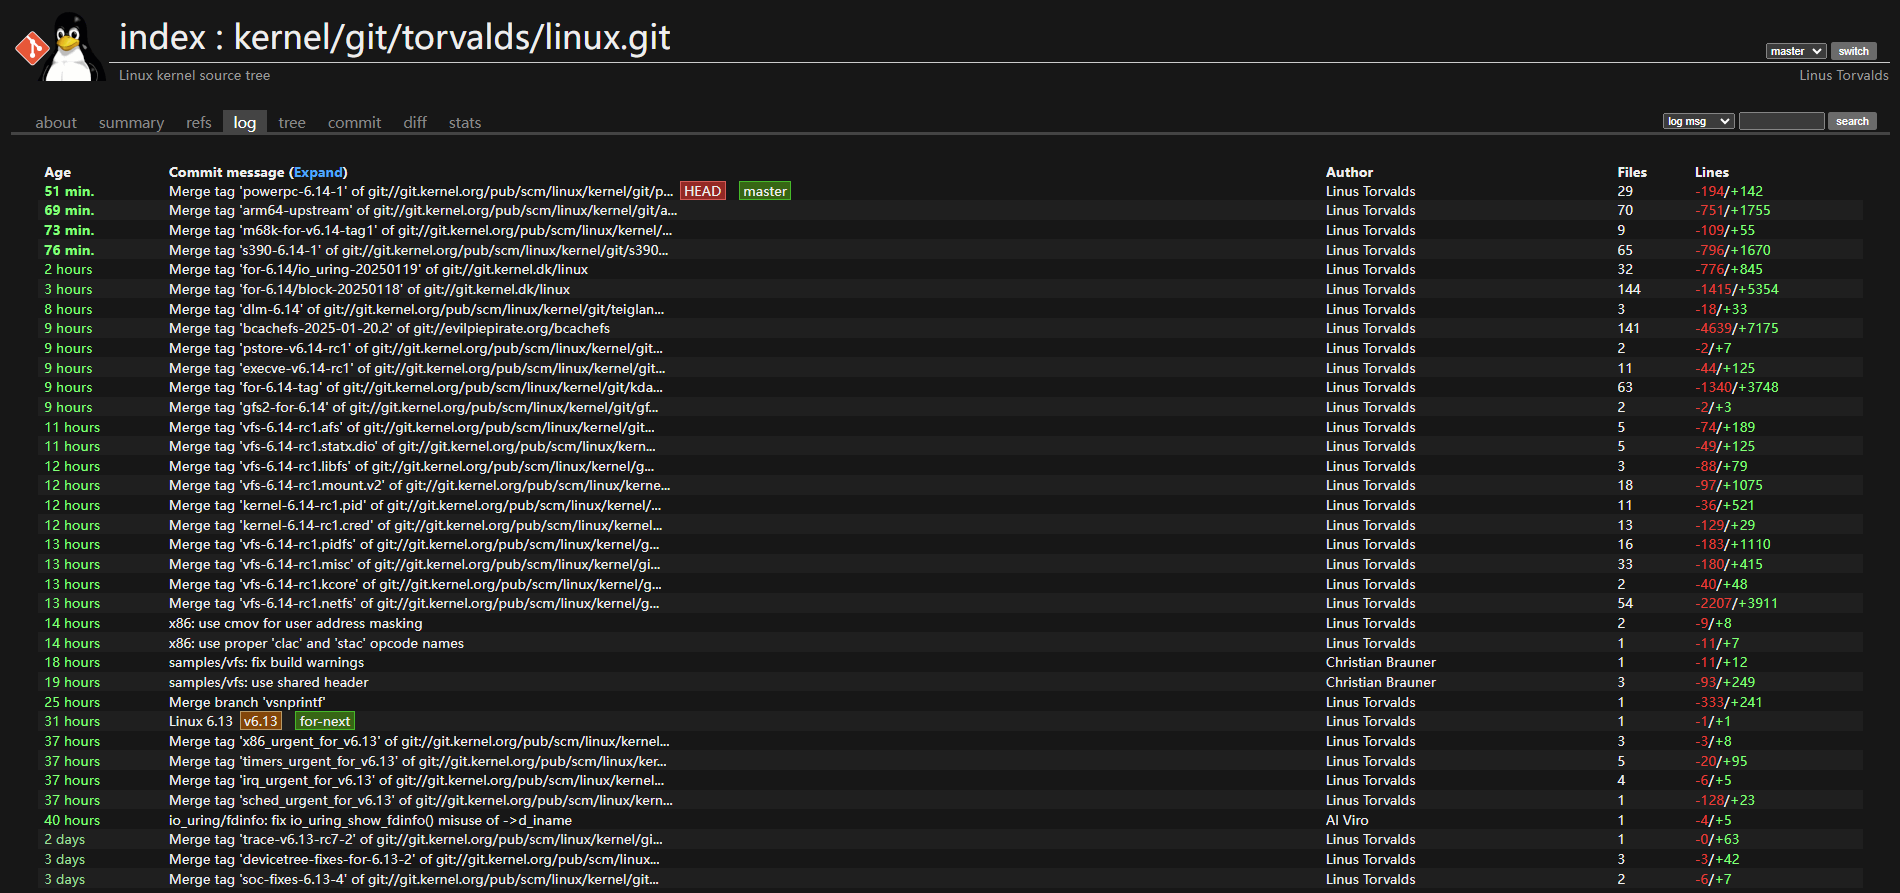 index : kernel/git/torvalds/linux.git
master switch
Linux kernel source tree Linus Torvalds
about summary refs log tree commit diff stats log msg search
Age Commit message (Expand) Author Files Lines
51 min. Merge tag 'powerpc-6.14-1' of git://git.kernel.org/pub/scm/linux/kernel/git/p... HEAD master Linus Torvalds 29 -194/+142
69 min. Merge tag 'arm64-upstream' of git://git.kernel.org/pub/scm/linux/kernel/git/a... Linus Torvalds 70 -751/+1755
73 min. Merge tag 'm68k-for-v6.14-tag1' of git://git.kernel.org/pub/scm/linux/kernel/... Linus Torvalds 9 -109/+55
76 min. Merge tag 's390-6.14-1' of git://git.kernel.org/pub/scm/linux/kernel/git/s390... Linus Torvalds 65 -796/+1670
2 hours Merge tag 'for-6.14/io_uring-20250119' of git://git.kernel.dk/linux Linus Torvalds 32 -776/+845
3 hours Merge tag 'for-6.14/block-20250118' of git://git.kernel.dk/linux Linus Torvalds 144 -1415/+5354
8 hours Merge tag 'dlm-6.14' of git://git.kernel.org/pub/scm/linux/kernel/git/teiglan... Linus Torvalds 3 -18/+33
9 hours Merge tag 'bcachefs-2025-01-20.2' of git://evilpiepirate.org/bcachefs Linus Torvalds 141 -4639/+7175
9 hours Merge tag 'pstore-v6.14-rc1' of git://git.kernel.org/pub/scm/linux/kernel/git... Linus Torvalds 2 -2/+7
9 hours Merge tag 'execve-v6.14-rc1' of git://git.kernel.org/pub/scm/linux/kernel/git... Linus Torvalds 11 -44/+125
9 hours Merge tag 'for-6.14-tag' of git://git.kernel.org/pub/scm/linux/kernel/git/kda... Linus Torvalds 63 -1340/+3748
9 hours Merge tag 'gfs2-for-6.14' of git://git.kernel.org/pub/scm/linux/kernel/git/gf... Linus Torvalds 2 -2/+3
11 hours Merge tag 'vfs-6.14-rc1.afs' of git://git.kernel.org/pub/scm/linux/kernel/git... Linus Torvalds 5 -74/+189
11 hours Merge tag 'vfs-6.14-rc1.statx.dio' of git://git.kernel.org/pub/scm/linux/kern... Linus Torvalds 5 -49/+125
12 hours Merge tag 'vfs-6.14-rc1.libfs' of git://git.kernel.org/pub/scm/linux/kernel/g... Linus Torvalds 3 -88/+79
12 hours Merge tag 'vfs-6.14-rc1.mount.v2' of git://git.kernel.org/pub/scm/linux/kerne... Linus Torvalds 18 -97/+1075
12 hours Merge tag 'kernel-6.14-rc1.pid' of git://git.kernel.org/pub/scm/linux/kernel/... Linus Torvalds 11 -36/+521
12 hours Merge tag 'kernel-6.14-rc1.cred' of git://git.kernel.org/pub/scm/linux/kernel... Linus Torvalds 13 -129/+29
13 hours Merge tag 'vfs-6.14-rc1.pidfs' of git://git.kernel.org/pub/scm/linux/kernel/g... Linus Torvalds 16 -183/+1110
13 hours Merge tag 'vfs-6.14-rc1.misc' of git://git.kernel.org/pub/scm/linux/kernel/gi... Linus Torvalds 33 -180/+415
13 hours Merge tag 'vfs-6.14-rc1.kcore' of git://git.kernel.org/pub/scm/linux/kernel/g... Linus Torvalds 2 -40/+48
13 hours Merge tag 'vfs-6.14-rc1.netfs' of git://git.kernel.org/pub/scm/linux/kernel/g... Linus Torvalds 54 -2207/+3911
14 hours x86: use cmov for user address masking Linus Torvalds 2 -9/+8
14 hours x86: use proper 'clac' and 'stac' opcode names Linus Torvalds 1 -11/+7
18 hours samples/vfs: fix build warnings Christian Brauner 1 -11/+12
19 hours samples/vfs: use shared header Christian Brauner 3 -93/+249
25 hours Merge branch 'vsnprintf' Linus Torvalds 1 -333/+241
31 hours Linux 6.13 v6.13 for-next Linus Torvalds 1 -1/+1
37 hours Merge tag 'x86_urgent_for_v6.13' of git://git.kernel.org/pub/scm/linux/kernel... Linus Torvalds 3 -3/+8
37 hours Merge tag 'timers_urgent_for_v6.13' of git://git.kernel.org/pub/scm/linux/ker... Linus Torvalds 5 -20/+95
37 hours Merge tag 'irq_urgent_for_v6.13' of git://git.kernel.org/pub/scm/linux/kernel... Linus Torvalds 4 -6/+5
37 hours Merge tag 'sched_urgent_for_v6.13' of git://git.kernel.org/pub/scm/linux/kern... Linus Torvalds 1 -128/+23
40 hours io_uring/fdinfo: fix io_uring_show_fdinfo() misuse of ->d_iname Al Viro 1 -4/+5
2 days Merge tag 'trace-v6.13-rc7-2' of git://git.kernel.org/pub/scm/linux/kernel/gi... Linus Torvalds 1 -0/+63
3 days Merge tag 'devicetree-fixes-for-6.13-2' of git://git.kernel.org/pub/scm/linux... Linus Torvalds 3 -3/+42
3 days Merge tag 'soc-fixes-6.13-4' of git://git.kernel.org/pub/scm/linux/kernel/git... Linus Torvalds 2 -6/+7